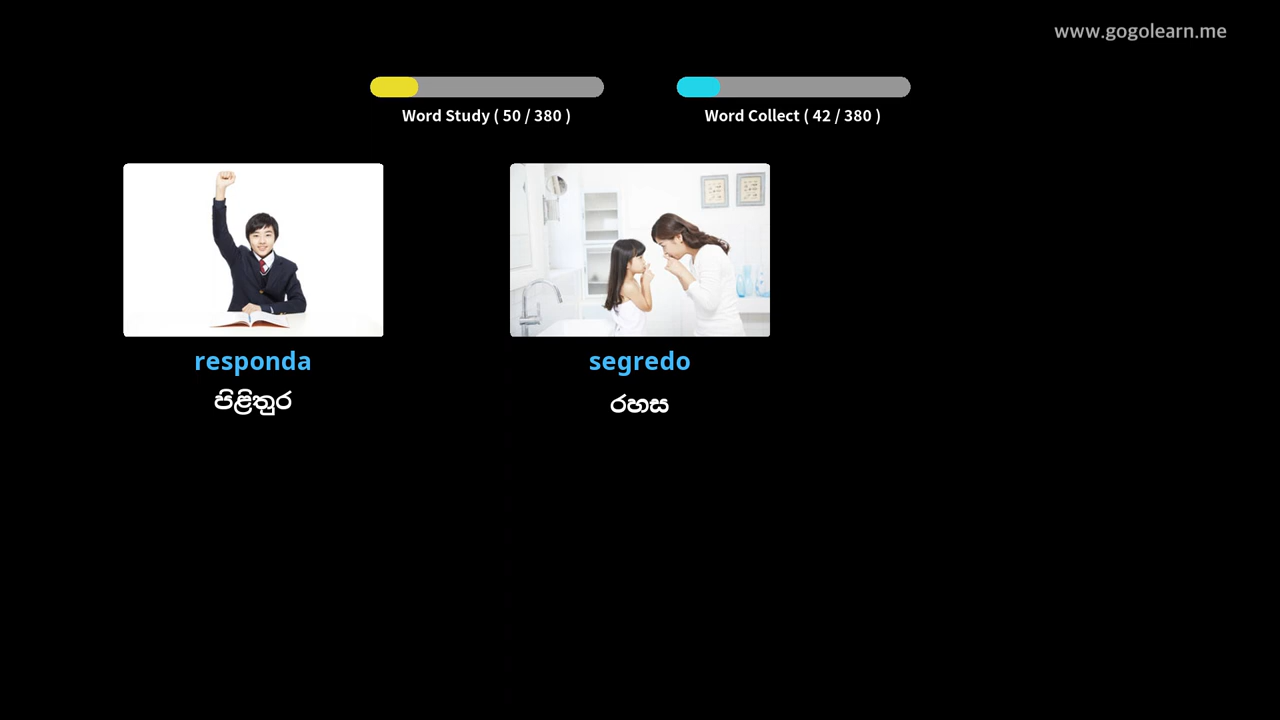 www.gogolearn.me
Word Study ( 50 / 380 )
Word Collect ( 42 / 380 )
responda
segredo
පිළිතුර
රහස